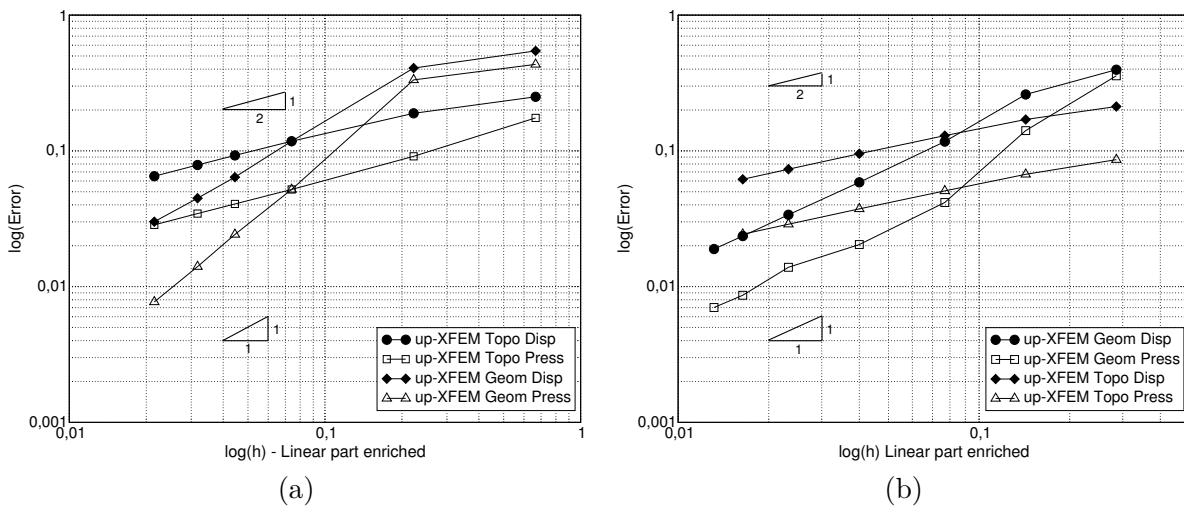 1
0,1
0,01
0,001
log(Error)
1
2
1
1
up-XFEM Topo Disp
up-XFEM Topo Press
up-XFEM Geom Disp
up-XFEM Geom Press
0,01
0,1
1
log(h) - Linear part enriched
(a)
1
0,1
0,01
0,001
log(Error)
1
2
1
1
up-XFEM Geom Disp
up-XFEM Geom Press
up-XFEM Topo Disp
up-XFEM Topo Press
0,01
0,1
log(h) Linear part enriched
(b)